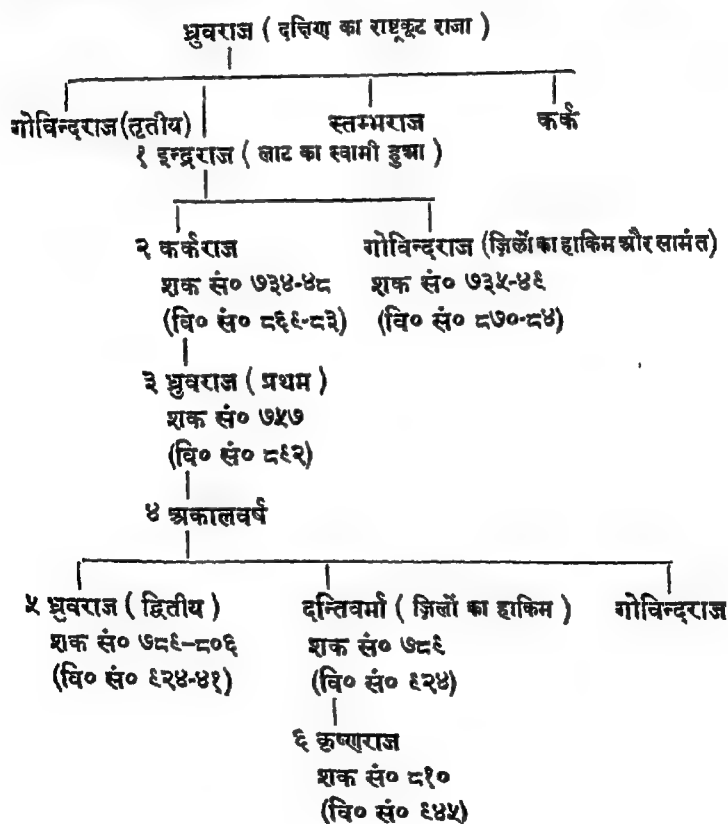 ध्रुवराज ( दक्षिण का राष्ट्रकूट राजा )
गोविन्दराज(तृतीय) स्तम्भराज कर्क
१ इन्द्रराज ( लाट का स्वामी हुआ )
२ कर्कराज गोविन्दराज (ज़िलों का हाकिम और सामंत)
शक सं० ७३४-४८ शक सं० ७३५-४९
(वि० सं० ८६९-८३) (वि० सं० ८७०-८४)
३ ध्रुवराज ( प्रथम )
शक सं० ७५७
(वि० सं० ८९२)
४ अकालवर्ष
५ ध्रुवराज ( द्वितीय ) दन्तिवर्मा ( ज़िलों का हाकिम ) गोविन्दराज
शक सं० ७८९-८०६ शक सं० ७८९
(वि० सं० ९२४-४१) (वि० सं० ९२४)
६ कृष्णराज
शक सं० ८१०
(वि० सं० ९४५)